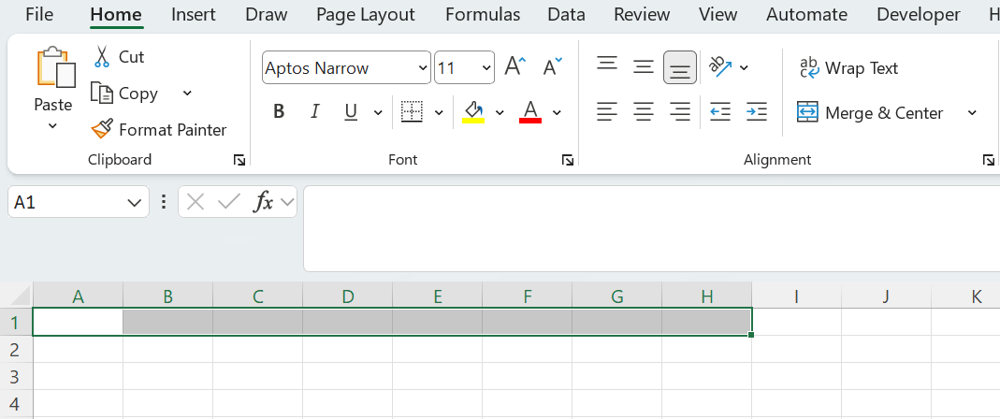 File Home Insert Draw Page Layout Formulas Data Review View Automate Developer H
Paste
Cut
Copy
Format Painter
Clipboard
Aptos Narrow 11 A A
B I U A
Font
ab
Wrap Text
Merge & Center
Alignment
A1 fx
A B C D E F G H I J K
1
2
3
4